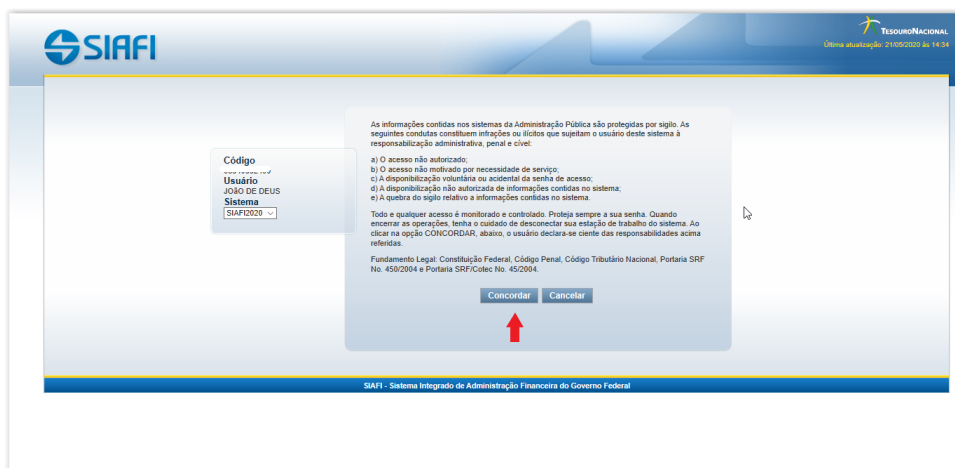 SIAFI
TESOURONACIONAL
Última atualização: 21/05/2020 às 14:34
Código
Usuário
JOÃO DE DEUS
Sistema
SIAFI2020
As informações contidas nos sistemas da Administração Pública são protegidas por sigilo. As
seguintes condutas constituem infrações ou ilícitos que sujeitam o usuário deste sistema à
responsabilização administrativa, penal e cível:
a) O acesso não autorizado;
b) O acesso não motivado por necessidade de serviço;
c) A disponibilização voluntária ou acidental da senha de acesso;
d) A disponibilização não autorizada de informações contidas no sistema;
e) A quebra do sigilo relativo a informações contidas no sistema.
Todo e qualquer acesso é monitorado e controlado. Proteja sempre a sua senha. Quando
encerrar as operações, tenha o cuidado de desconectar sua estação de trabalho do sistema. Ao
clicar na opção CONCORDAR, abaixo, o usuário declara-se ciente das responsabilidades acima
referidas.
Fundamento Legal: Constituição Federal, Código Penal, Código Tributário Nacional, Portaria SRF
No. 450/2004 e Portaria SRF/Cotec No. 45/2004.
Concordar Cancelar
SIAFI - Sistema Integrado de Administração Financeira do Governo Federal